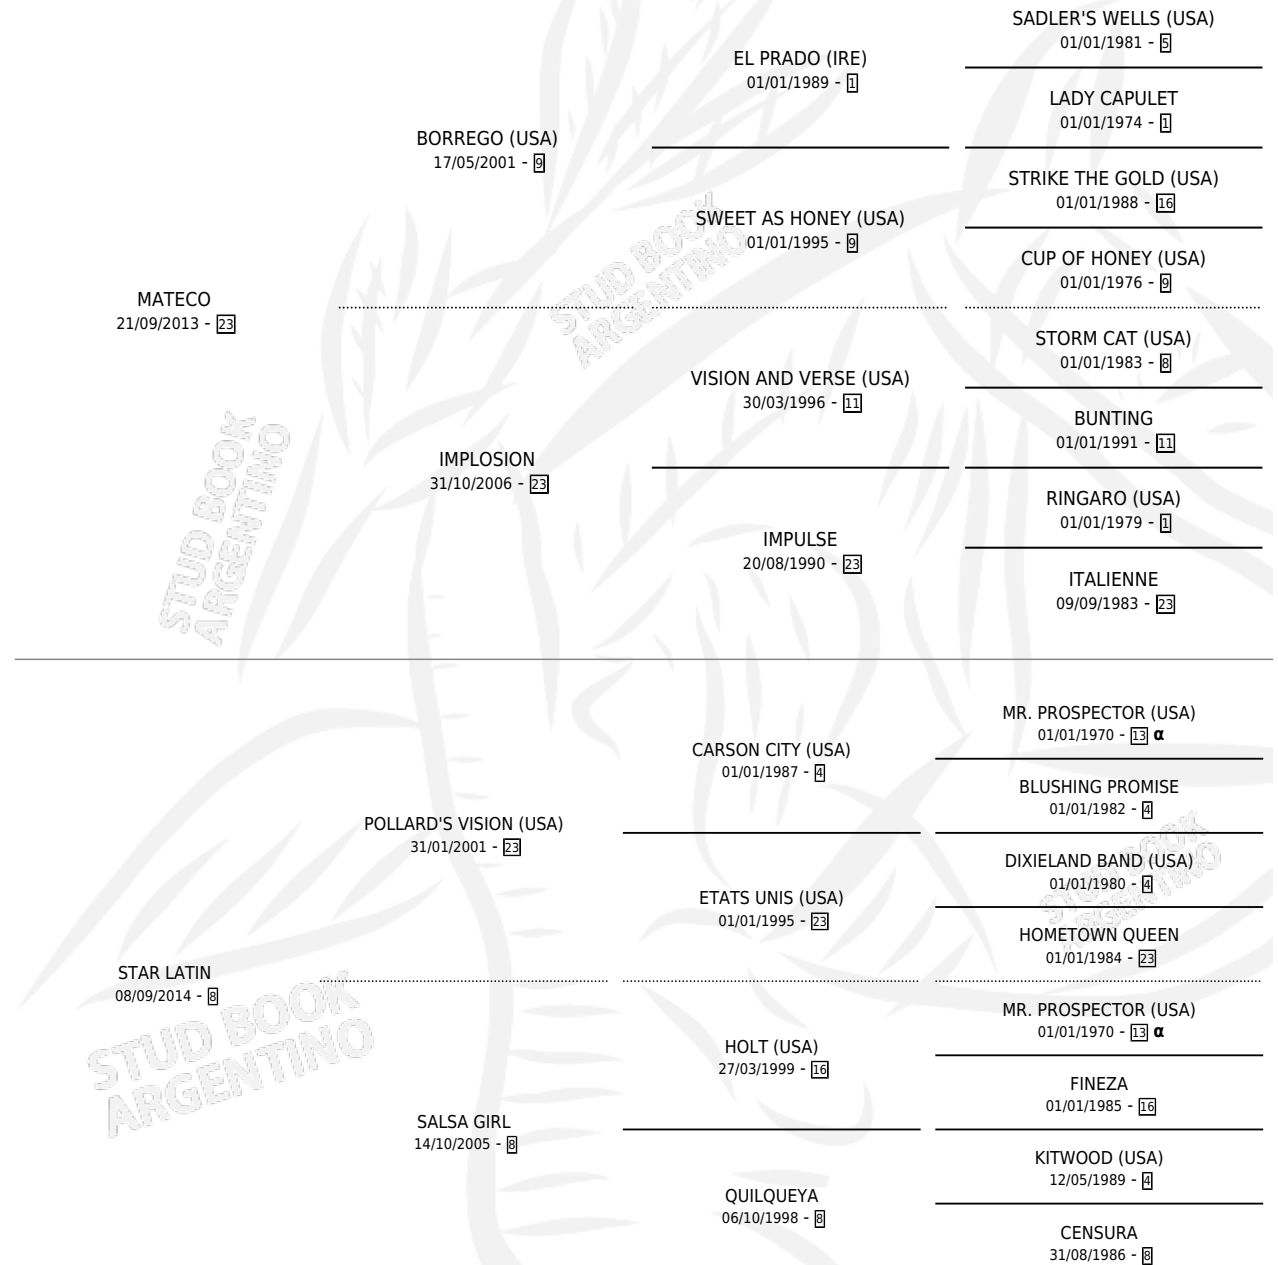 SADLER'S WELLS (USA)
01/01/1981 - 5
EL PRADO (IRE)
01/01/1989 - 1
LADY CAPULET
01/01/1974 - 1
BORREGO (USA)
17/05/2001 - 9
STRIKE THE GOLD (USA)
01/01/1988 - 16
SWEET AS HONEY (USA)
01/01/1995 - 9
CUP OF HONEY (USA)
01/01/1976 - 9
STUD BOOK
ARGENTINO
MATECO
21/09/2013 - 23
STORM CAT (USA)
01/01/1983 - 8
VISION AND VERSE (USA)
30/03/1996 - 11
BUNTING
01/01/1991 - 11
IMPLOSION
31/10/2006 - 23
RINGARO (USA)
01/01/1979 - 1
IMPULSE
20/08/1990 - 23
ITALIENNE
09/09/1983 - 23
STUD BOOK
ARGENTINO
MR. PROSPECTOR (USA)
01/01/1970 - 13 α
CARSON CITY (USA)
01/01/1987 - 4
BLUSHING PROMISE
01/01/1982 - 4
POLLARD'S VISION (USA)
31/01/2001 - 23
DIXIELAND BAND (USA)
01/01/1980 - 4
ETATS UNIS (USA)
01/01/1995 - 23
HOMETOWN QUEEN
01/01/1984 - 23
STUD BOOK
ARGENTINO
STAR LATIN
08/09/2014 - 8
MR. PROSPECTOR (USA)
01/01/1970 - 13 α
HOLT (USA)
27/03/1999 - 16
FINEZA
01/01/1985 - 16
STUD BOOK
ARGENTINO
SALSA GIRL
14/10/2005 - 8
KITWOOD (USA)
12/05/1989 - 4
QUILQUEYA
06/10/1998 - 8
CENSURA
31/08/1986 - 8